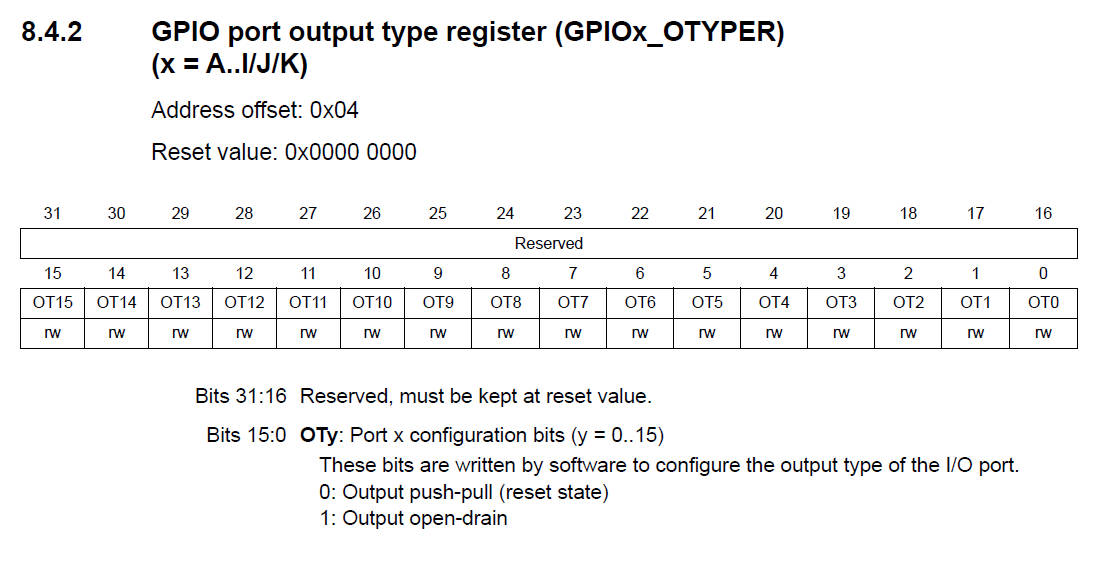 8.4.2 GPIO port output type register (GPIOx_OTYPER)
(x = A..I/J/K)
Address offset: 0x04
Reset value: 0x0000 0000
31 30 29 28 27 26 25 24 23 22 21 20 19 18 17 16
Reserved
15 14 13 12 11 10 9 8 7 6 5 4 3 2 1 0
OT15 OT14 OT13 OT12 OT11 OT10 OT9 OT8 OT7 OT6 OT5 OT4 OT3 OT2 OT1 OT0
rw rw rw rw rw rw rw rw rw rw rw rw rw rw rw rw
Bits 31:16 Reserved, must be kept at reset value.
Bits 15:0 OTy: Port x configuration bits (y = 0..15)
These bits are written by software to configure the output type of the I/O port.
0: Output push-pull (reset state)
1: Output open-drain